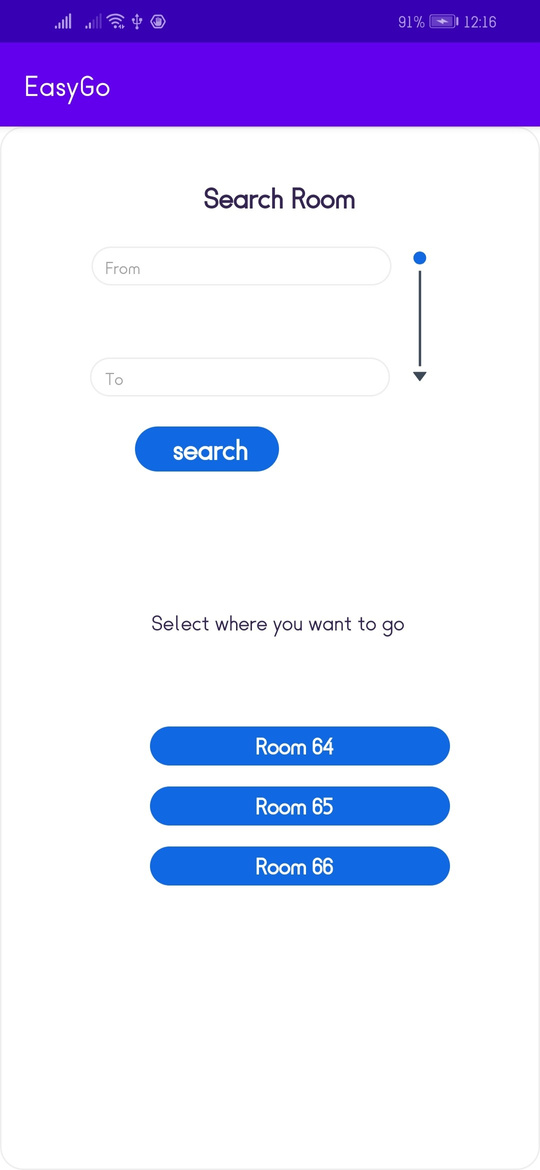 91% 12:16
EasyGo
Search Room
From
To
search
Select where you want to go
Room 64
Room 65
Room 66